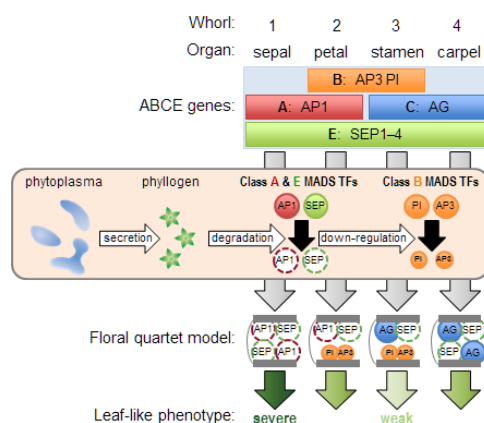 Whorl: 1 2 3 4
Organ: sepal petal stamen carpel
B: AP3 PI
ABCE genes: A: AP1 C: AG
E: SEP1–4
phytoplasma phyllogen Class A & E MADS TFs Class B MADS TFs
AP1 SEP PI AP3
secretion degradation down-regulation
AP1 SEP PI AP3
Floral quartet model:
AP1 SEP AP1 SEP AG SEP AG SEP
SEP AP1 PI AP3 PI AP3 SEP AG
Leaf-like phenotype: severe weak